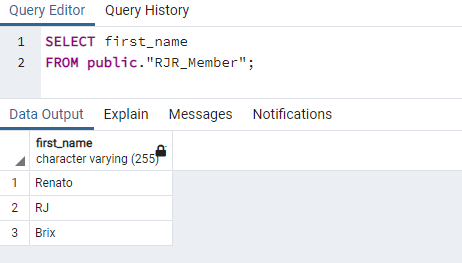 Query Editor Query History
1 SELECT first_name
2 FROM public."RJR_Member";
Data Output Explain Messages Notifications
first_name
character varying (255)
1 Renato
2 RJ
3 Brix